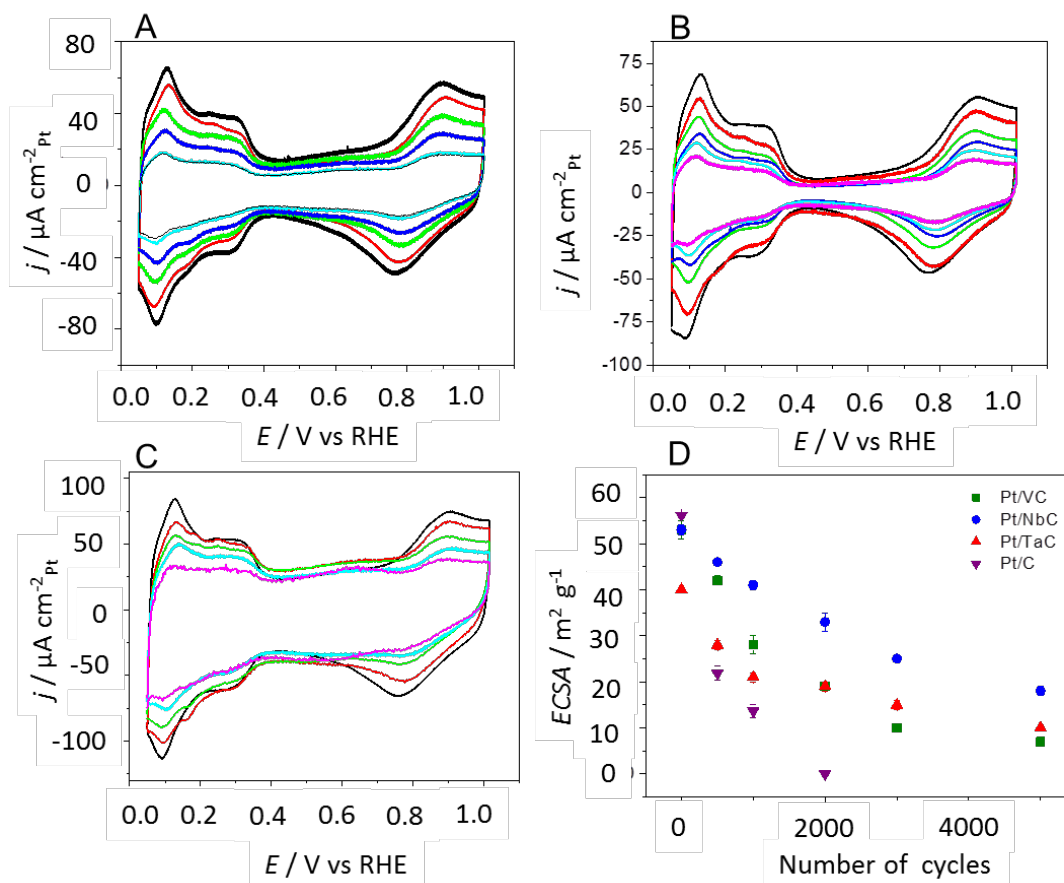 A
80
40
0
-40
-80
j / μA cm⁻²Pt
0.0 0.2 0.4 0.6 0.8 1.0
E / V vs RHE
B
75
50
25
0
-25
-50
-75
-100
j / μA cm⁻²Pt
0.0 0.2 0.4 0.6 0.8 1.0
E / V vs RHE
C
100
50
0
-50
-100
j / μA cm⁻²Pt
0.0 0.2 0.4 0.6 0.8 1.0
E / V vs RHE
D
60
50
40
30
20
10
0
ECSA / m² g⁻¹
Pt/VC
Pt/NbC
Pt/TaC
Pt/C
0 2000 4000
Number of cycles